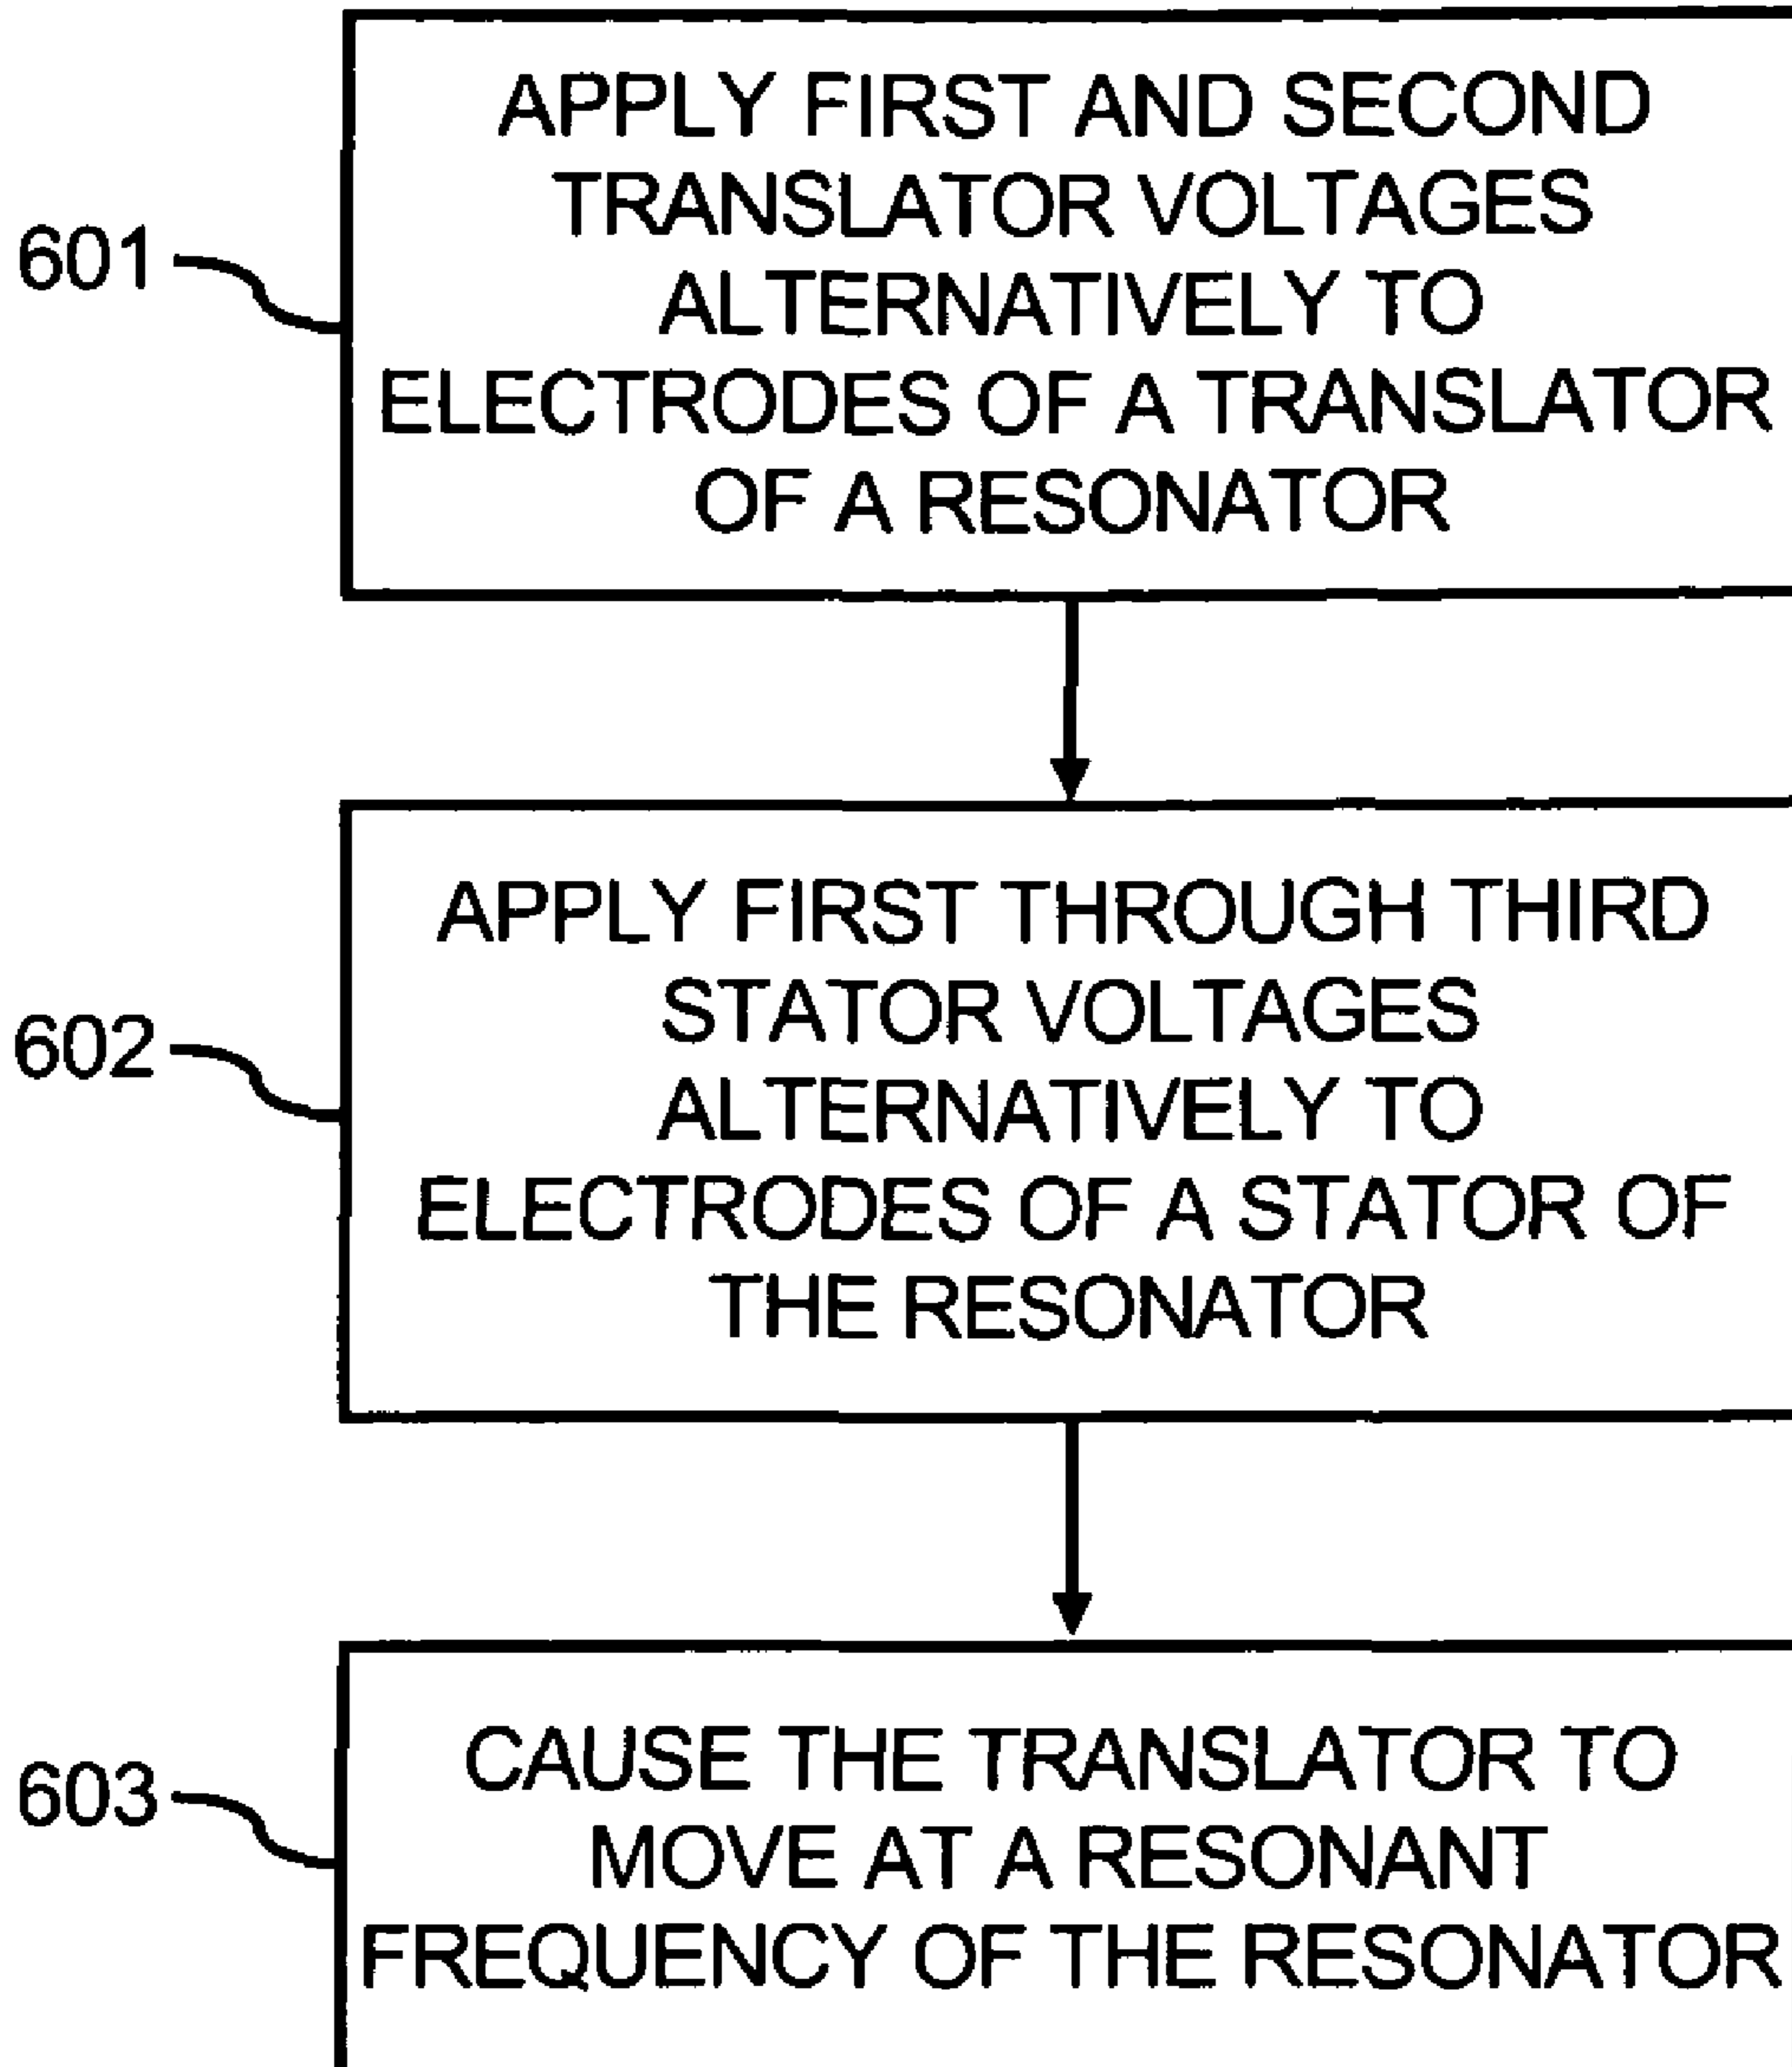 APPLY FIRST AND SECOND
TRANSLATOR VOLTAGES
601
ALTERNATIVELY TO
ELECTRODES OF A TRANSLATOR
OF A RESONATOR
APPLY FIRST THROUGH THIRD
STATOR VOLTAGES
602
ALTERNATIVELY TO
ELECTRODES OF A STATOR OF
THE RESONATOR
CAUSE THE TRANSLATOR TO
603
MOVE AT A RESONANT
FREQUENCY OF THE RESONATOR